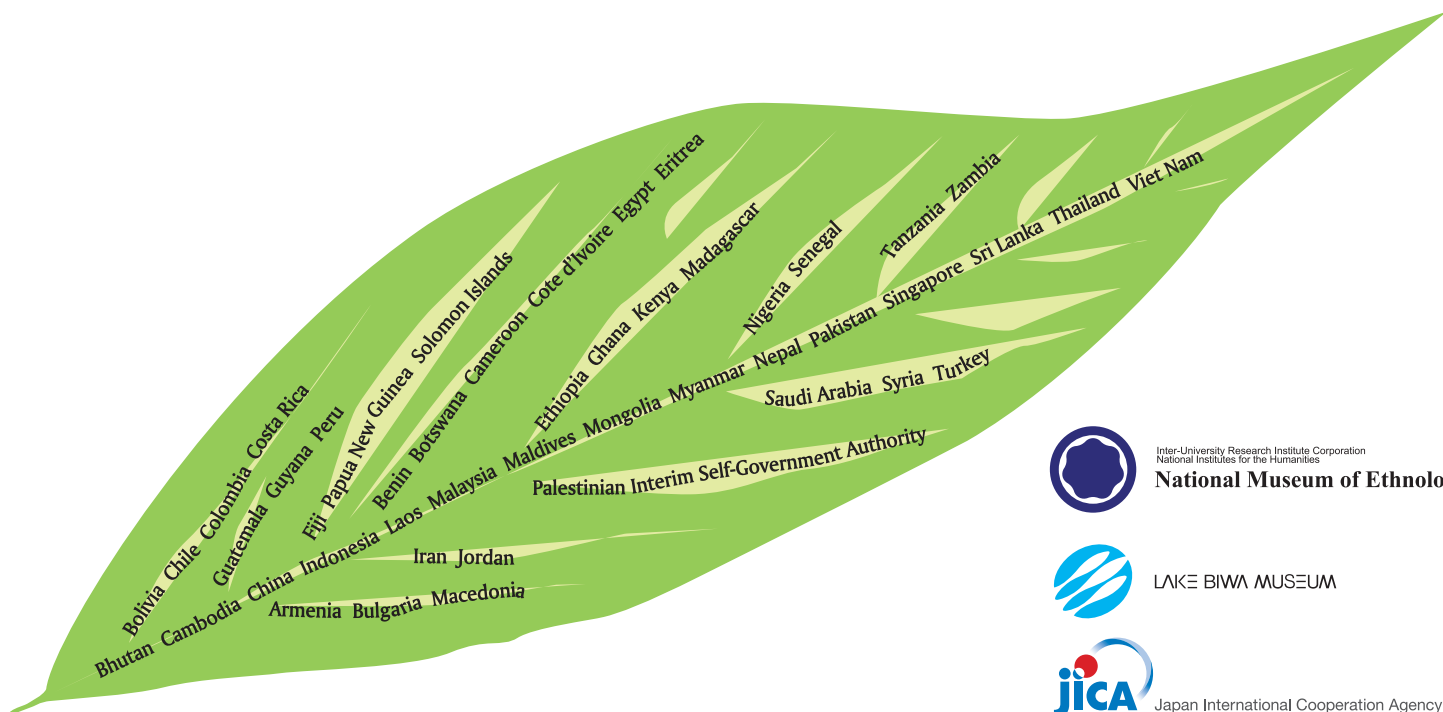 Bolivia Chile Colombia Costa Rica
Guatemala Guyana Peru
Fiji Papua New Guinea Solomon Islands
Benin Botswana Cameroon Cote d'Ivoire Egypt Eritrea
Ethiopia Ghana Kenya Madagascar
Nigeria Senegal
Tanzania Zambia
Bhutan Cambodia China Indonesia Laos Malaysia Maldives Mongolia Myanmar Nepal Pakistan Singapore Sri Lanka Thailand Viet Nam
Saudi Arabia Syria Turkey
Palestinian Interim Self-Government Authority
Iran Jordan
Armenia Bulgaria Macedonia
Inter-University Research Institute Corporation
National Institutes for the Humanities
National Museum of Ethnolo
LAKE BIWA MUSEUM
jICA Japan International Cooperation Agency